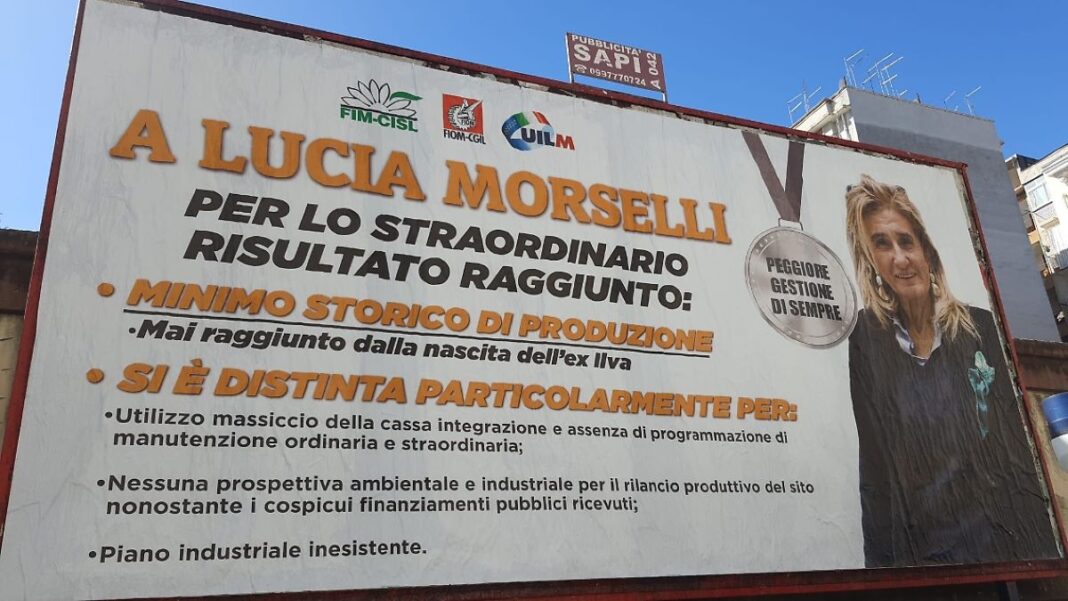 PUBBLICITA'
SAPI
☎ 0997770724
A 042
FIM-CISL
FIOM
FIOM-CGIL
UILM
A LUCIA MORSELLI
PER LO STRAORDINARIO
RISULTATO RAGGIUNTO:
• MINIMO STORICO DI PRODUZIONE
•Mai raggiunto dalla nascita dell'ex Ilva
• SI È DISTINTA PARTICOLARMENTE PER:
•Utilizzo massiccio della cassa integrazione e assenza di programmazione di
manutenzione ordinaria e straordinaria;
•Nessuna prospettiva ambientale e industriale per il rilancio produttivo del sito
nonostante i cospicui finanziamenti pubblici ricevuti;
•Piano industriale inesistente.
PEGGIORE
GESTIONE
DI SEMPRE